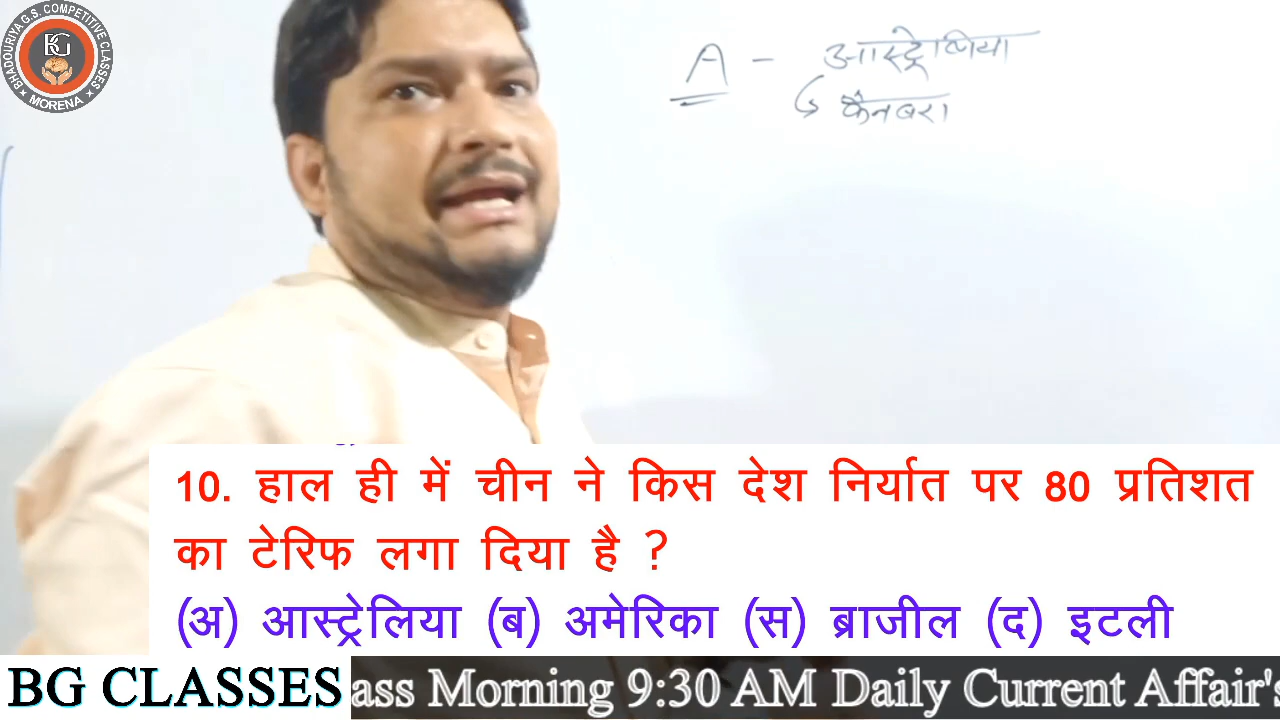 BHADOURIYA G.S. COMPETITIVE CLASSES
BG
MORENA
A - आस्ट्रेलिया
कैनबरा
10. हाल ही में चीन ने किस देश निर्यात पर 80 प्रतिशत
का टेरिफ लगा दिया है ?
(अ) आस्ट्रेलिया (ब) अमेरिका (स) ब्राजील (द) इटली
BG CLASSES ass Morning 9:30 AM Daily Current Affair's